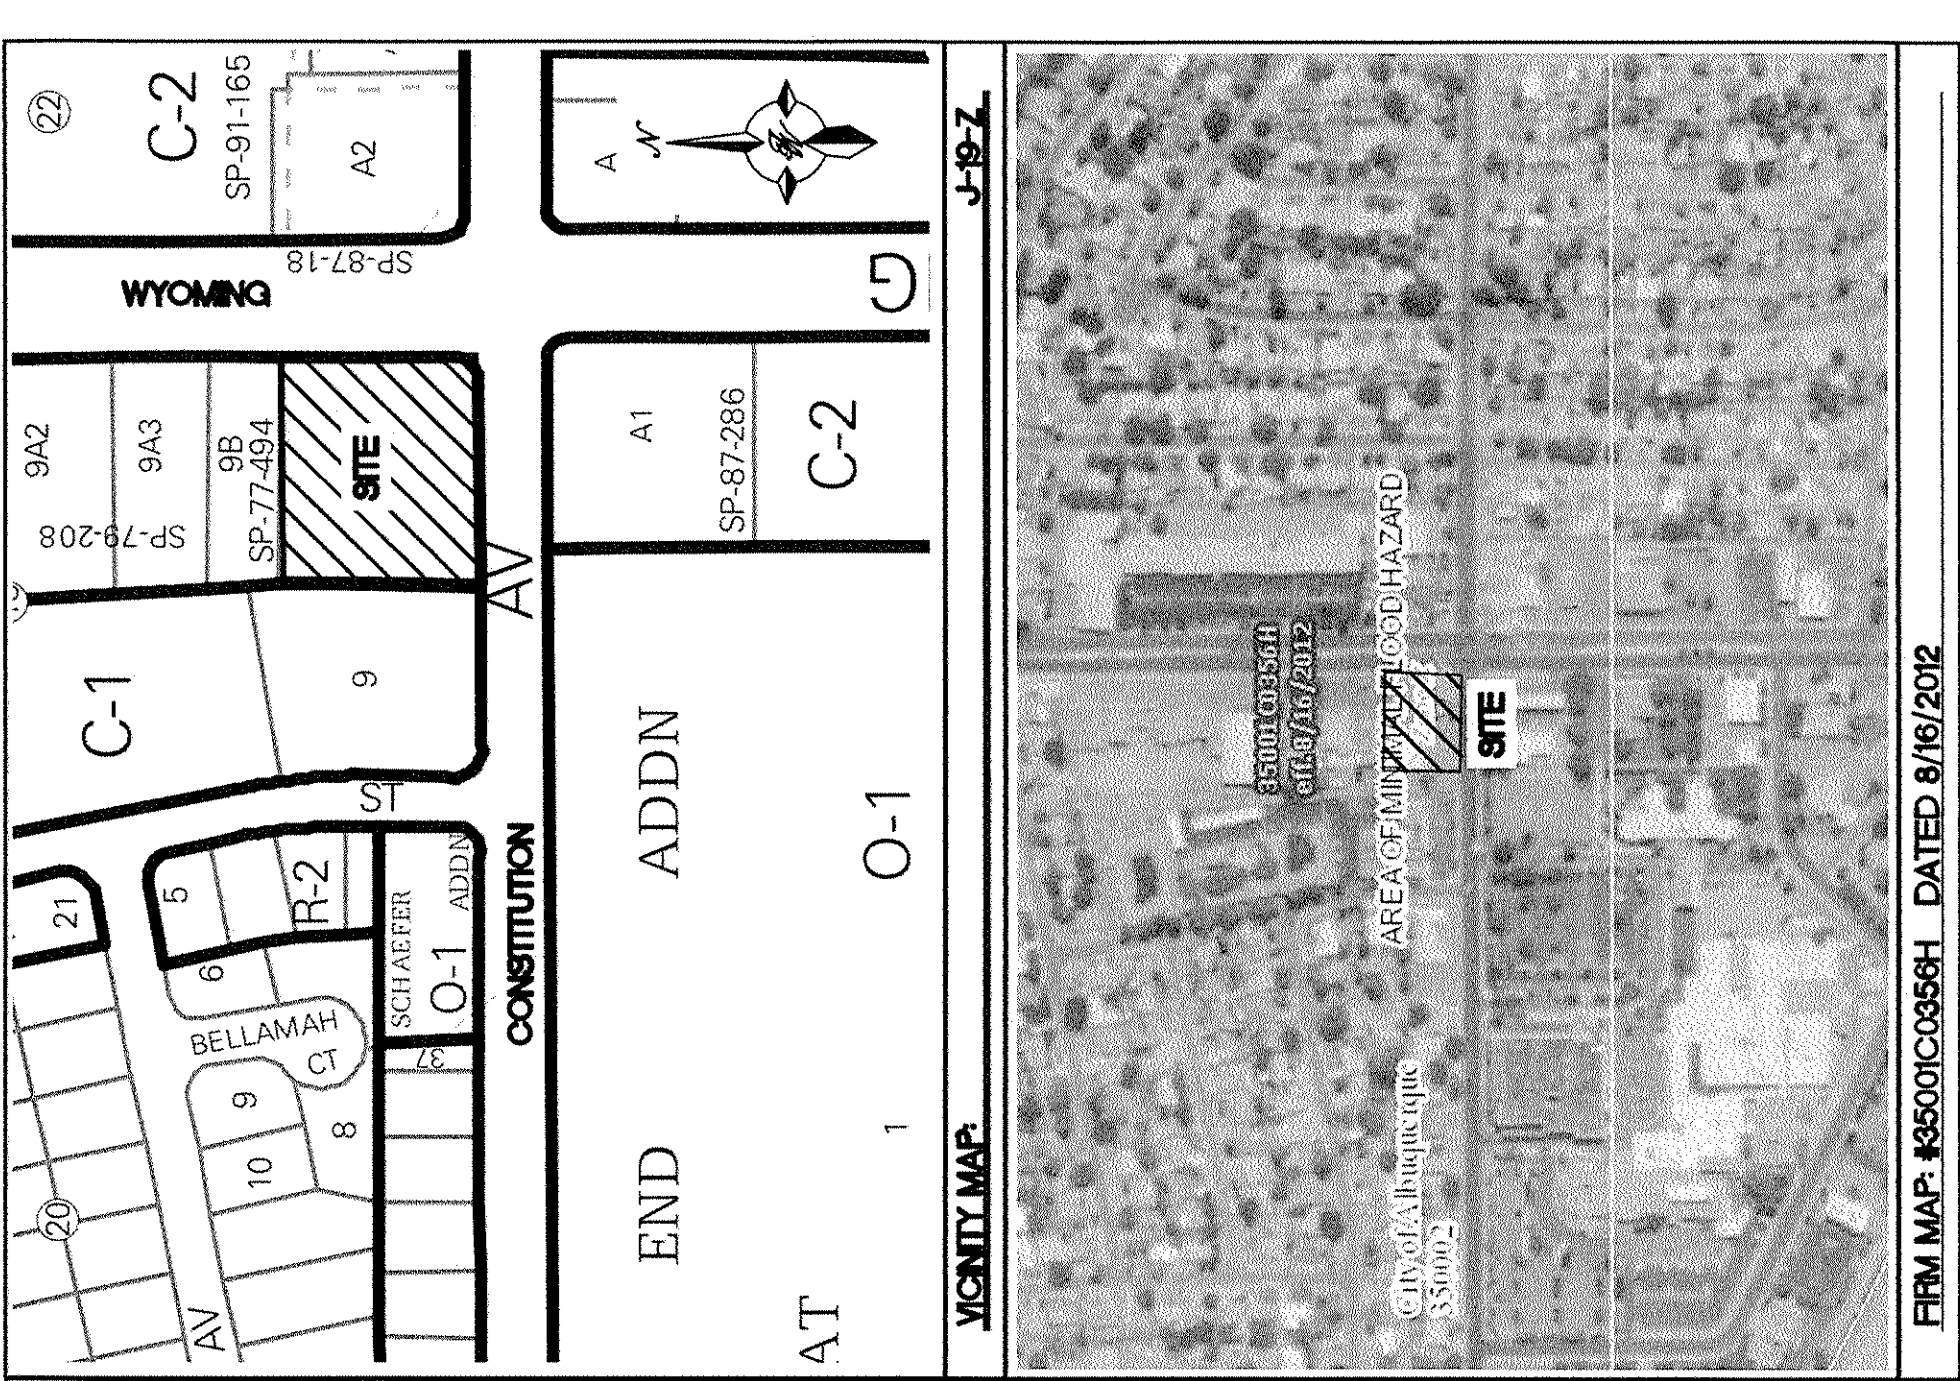 22
C-2
SP-91-165
A2
SP-87-18
WYOMING
A
N
G
9A2
9A3
9B
SP-79-208
SP-77-494
SITE
AV
A1
SP-87-286
C-2
C-1
9
ST
21
5
R-2
6
SCHAEFER
ADDN
O-1
CONSTITUTION
BELLAMAH
CT
37
9
10
8
20
AV
END ADDN
O-1
1
AT
VICINITY MAP: J-19-Z
35001C0356H
eff. 8/16/2012
AREA OF MINIMAL FLOOD HAZARD
SITE
City of Albuquerque
350002
FIRM MAP: #35001C0356H DATED 8/16/2012